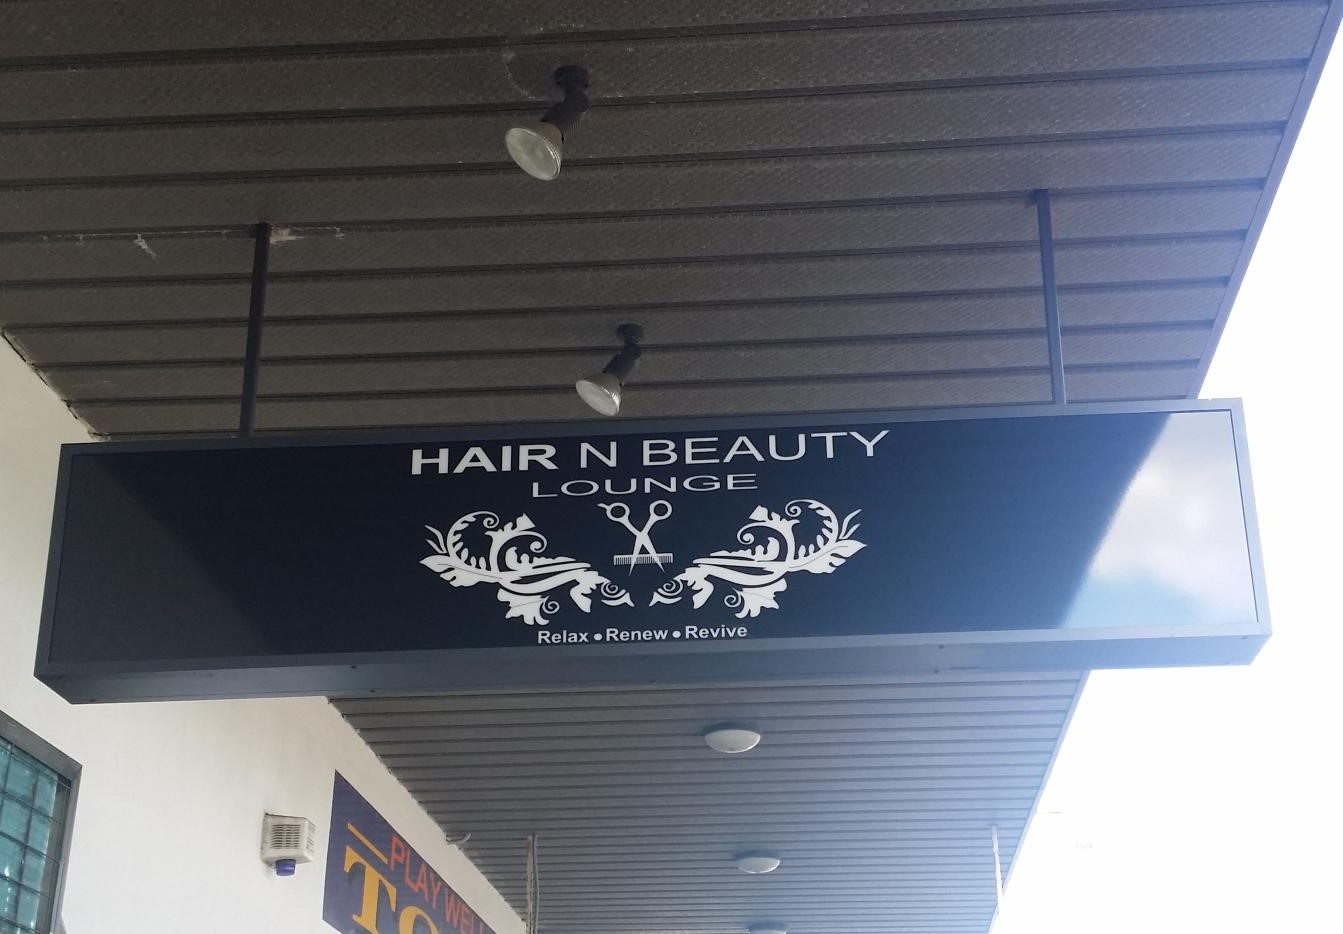 HAIR N BEAUTY
LOUNGE
Relax • Renew • Revive
PLAY WELL